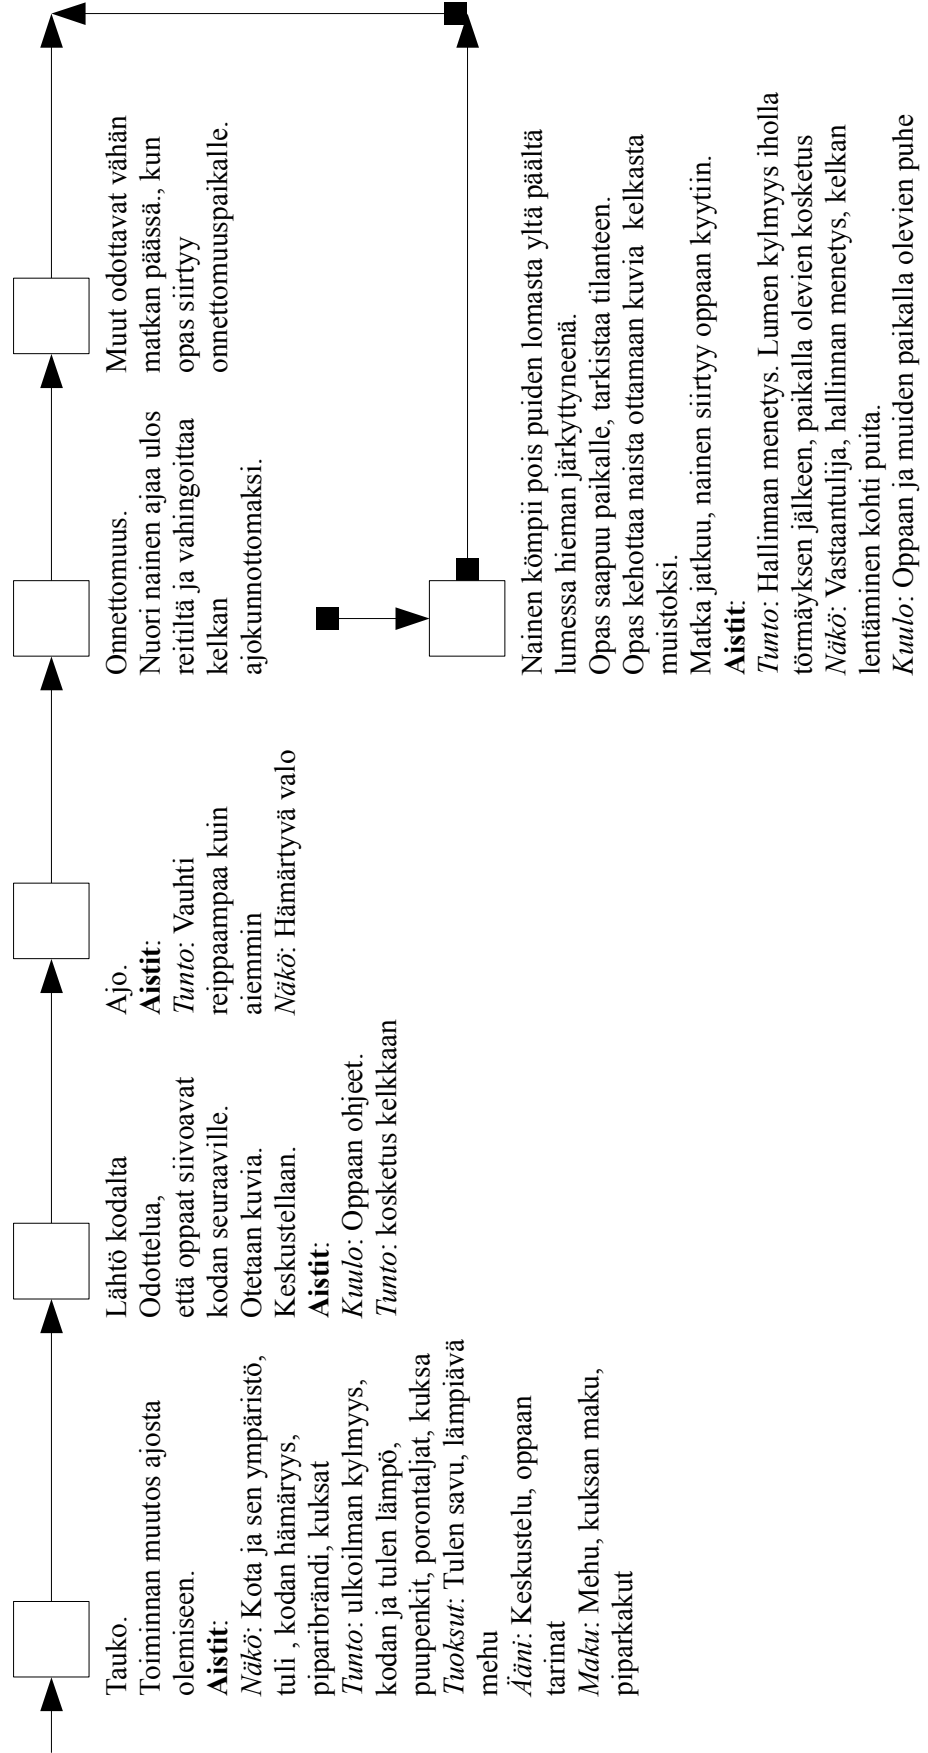 Tauko.
Toiminnan muutos ajosta
olemiseen.
Aistit:
Näkö: Kota ja sen ympäristö,
tuli , kodan hämäryys,
piparibrändi, kuksat
Tunto: ulkoilman kylmyys,
kodan ja tulen lämpö,
puupenkit, porontaljat, kuksa
Tuoksut: Tulen savu, lämpiävä
mehu
Ääni: Keskustelu, oppaan
tarinat
Maku: Mehu, kuksan maku,
piparkakut
Lähtö kodalta
Odottelua,
että oppaat siivoavat
kodan seuraaville.
Otetaan kuvia.
Keskustellaan.
Aistit:
Kuulo: Oppaan ohjeet.
Tunto: kosketus kelkkaan
Ajo.
Aistit:
Tunto: Vauhti
reippaampaa kuin
aiemmin
Näkö: Hämärtyvä valo
Onnettomuus.
Nuori nainen ajaa ulos
reitiltä ja vahingoittaa
kelkan
ajokunnottomaksi.
Muut odottavat vähän
matkan päässä., kun
opas siirtyy
onnettomuuspaikalle.
Nainen kömpii pois puiden lomasta yltä päältä
lumessa hieman järkyttyneenä.
Opas saapuu paikalle, tarkistaa tilanteen.
Opas kehottaa naista ottamaan kuvia kelkasta
muistoksi.
Matka jatkuu, nainen siirtyy oppaan kyytiin.
Aistit:
Tunto: Hallinnan menetys. Lumen kylmyys iholla
törmäyksen jälkeen, paikalla olevien kosketus
Näkö: Vastaantulija, hallinnan menetys, kelkan
lentäminen kohti puita.
Kuulo: Oppaan ja muiden paikalla olevien puhe